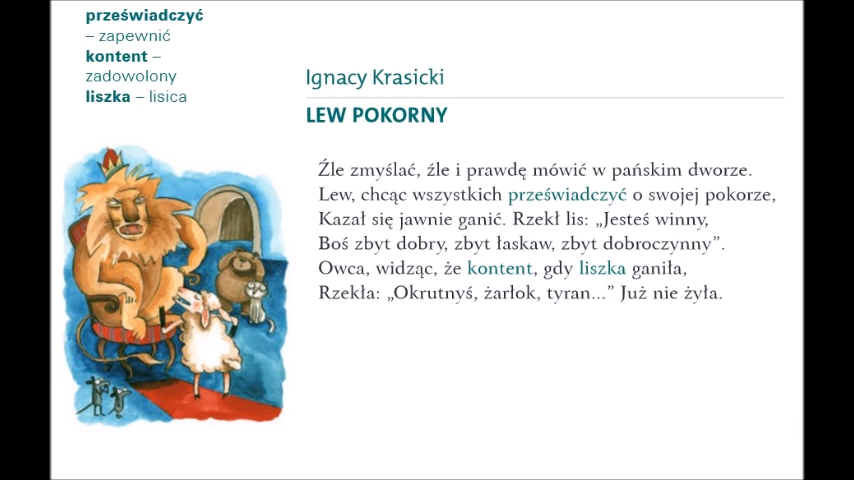 przeświadczyć
– zapewnić
kontent –
zadowolony
liszka – lisica
Ignacy Krasicki
LEW POKORNY
Źle zmyślać, źle i prawdę mówić w pańskim dworze.
Lew, chcąc wszystkich przeświadczyć o swojej pokorze,
Kazał się jawnie ganić. Rzekł lis: „Jesteś winny,
Boś zbyt dobry, zbyt łaskaw, zbyt dobroczynny”.
Owca, widząc, że kontent, gdy liszka ganiła,
Rzekła: „Okrutnyś, żarłok, tyran...” Już nie żyła.